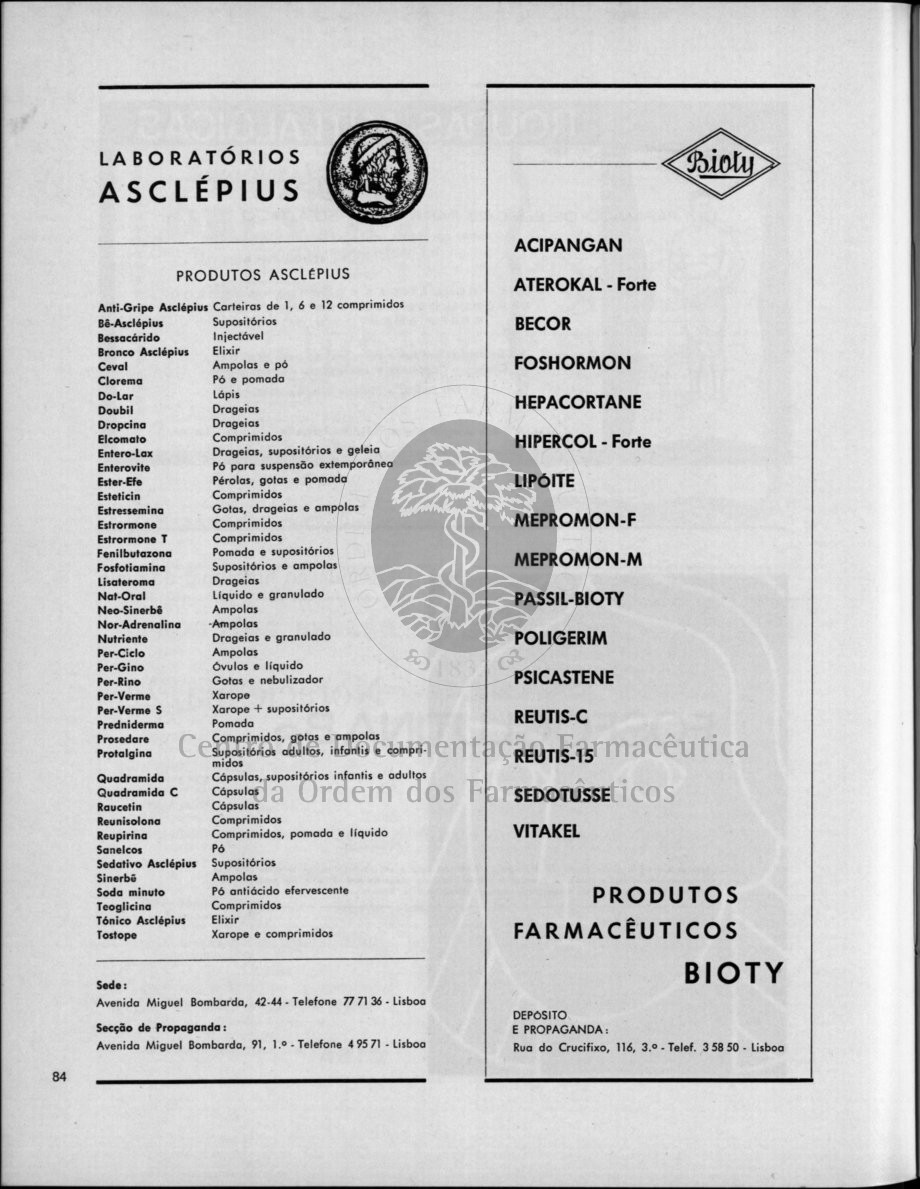 LABORATÓRIOS
ASCLÉPIUS
PRODUTOS ASCLÉPIUS
Anti-Gripe Asclépius Carteiras de 1, 6 e 12 comprimidos
Bê-Asclépius Supositórios
Bessacárido Injectável
Bronco Asclépius Elixir
Ceval Ampolas e pó
Clorema Pó e pomada
Do-Lar Lápis
Doubil Drageias
Dropcina Drageias
Elcomato Comprimidos
Entero-Lax Drageias, supositórios e geleia
Enterovite Pó para suspensão extemporânea
Ester-Efe Pérolas, gotas e pomada
Esteticin Comprimidos
Estressemina Gotas, drageias e ampolas
Estrormone Comprimidos
Estrormone T Comprimidos
Fenilbutazona Pomada e supositórios
Fosfotiamina Supositórios e ampolas
Lisateroma Drageias
Nat-Oral Líquido e granulado
Neo-Sinerbê Ampolas
Nor-Adrenalina Ampolas
Nutriente Drageias e granulado
Per-Ciclo Ampolas
Per-Gino Óvulos e líquido
Per-Rino Gotas e nebulizador
Per-Verme Xarope
Per-Verme S Xarope + supositórios
Predniderma Pomada
Prosedare Comprimidos, gotas e ampolas
Protalgina Supositórios adultos, infantis e compri-
midos
Quadramida Cápsulas, supositórios infantis e adultos
Quadramida C Cápsulas
Raucetin Cápsulas
Reunisolona Comprimidos
Reupirina Comprimidos, pomada e líquido
Sanelcos Pó
Sedativo Asclépius Supositórios
Sinerbê Ampolas
Soda minuto Pó antiácido efervescente
Teoglicina Comprimidos
Tónico Asclépius Elixir
Tostope Xarope e comprimidos
Sede:
Avenida Miguel Bombarda, 42-44 - Telefone 77 71 36 - Lisboa
Secção de Propaganda:
Avenida Miguel Bombarda, 91, 1.º - Telefone 4 95 71 - Lisboa
84
Bioty
ACIPANGAN
ATEROKAL - Forte
BECOR
FOSHORMON
HEPACORTANE
HIPERCOL - Forte
LIPÓITE
MEPROMON-F
MEPROMON-M
PASSIL-BIOTY
POLIGERIM
PSICASTENE
REUTIS-C
REUTIS-15
SEDOTUSSE
VITAKEL
PRODUTOS
FARMACÊUTICOS
BIOTY
DEPÓSITO
E PROPAGANDA:
Rua do Crucifixo, 116, 3.º - Telef. 3 58 50 - Lisboa
Centro de Documentação Farmacêutica
da Ordem dos Farmacêuticos